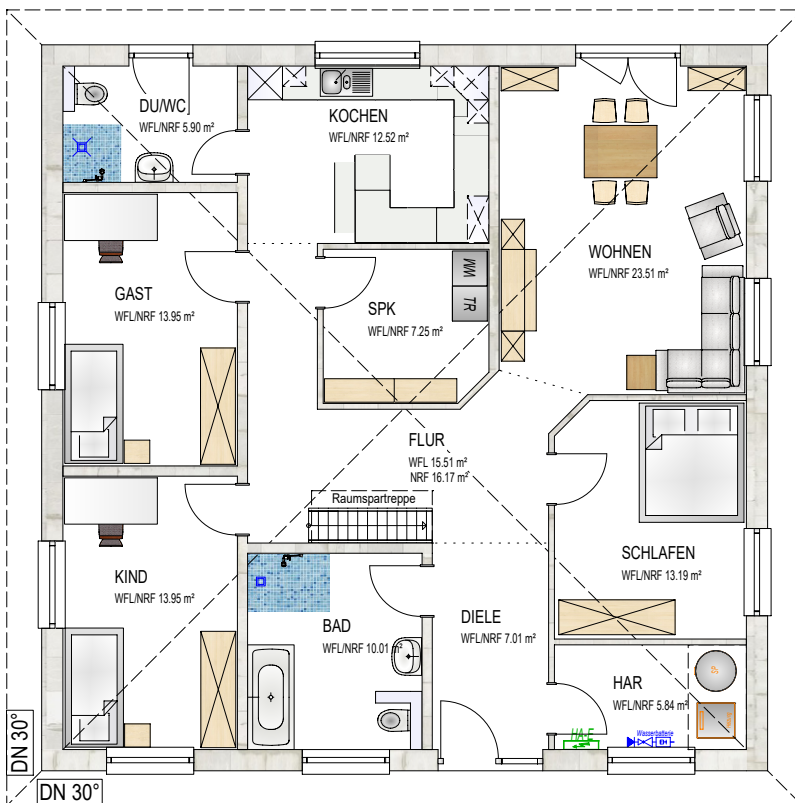 DU/WC
WFL/NRF 5.90 m²
KOCHEN
WFL/NRF 12.52 m²
WOHNEN
WFL/NRF 23.51 m²
GAST
WFL/NRF 13.95 m²
SPK
WFL/NRF 7.25 m²
WM
TR
FLUR
WFL 15.51 m²
NRF 16.17 m²
Raumspartreppe
SCHLAFEN
WFL/NRF 13.19 m²
KIND
WFL/NRF 13.95 m²
BAD
WFL/NRF 10.01 m²
DIELE
WFL/NRF 7.01 m²
HAR
WFL/NRF 5.84 m²
HA-E
Wasserbatterie
EH
DN 30°
DN 30°